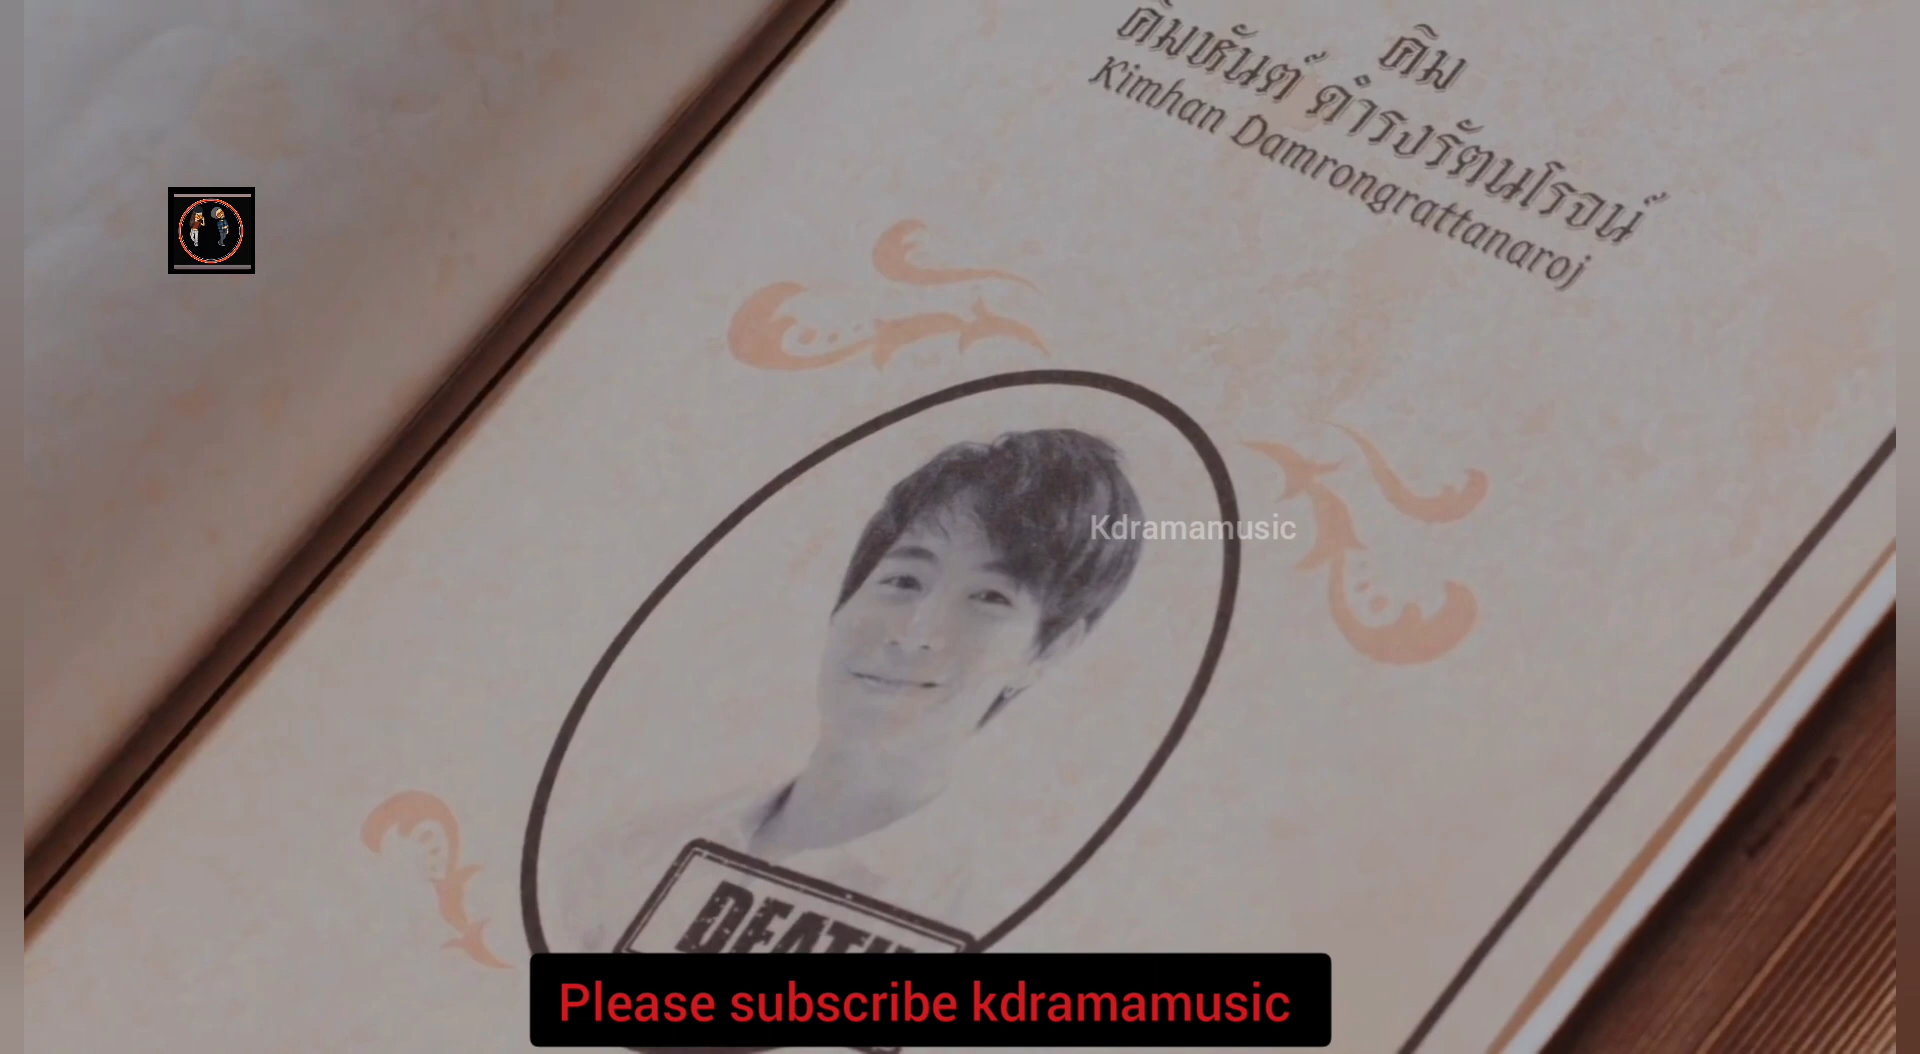 คิม
คิมหันต์ ดำรงรัตนโรจน์
Kimhan Damrongrattanaroj
Kdramamusic
DEATH
Please subscribe kdramamusic